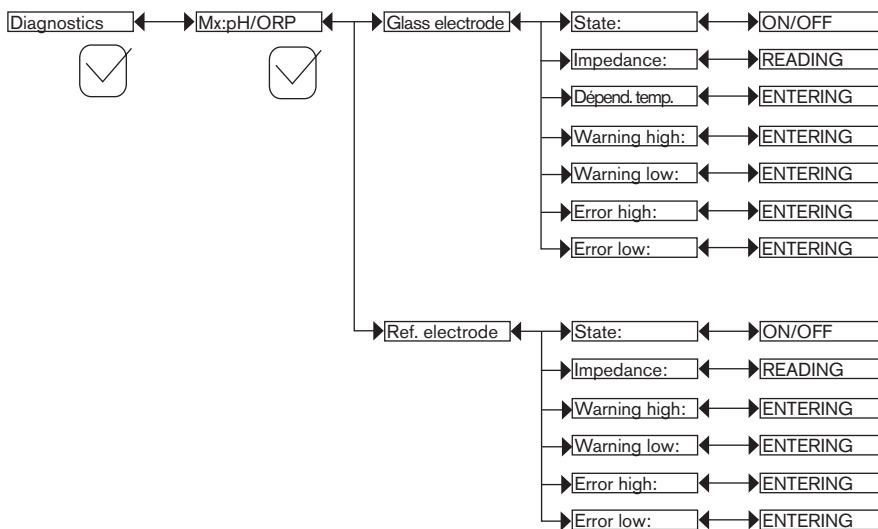 Diagnostics Mx:pH/ORP Glass electrode State: ON/OFF
Impedance: READING
Dépend. temp. ENTERING
Warning high: ENTERING
Warning low: ENTERING
Error high: ENTERING
Error low: ENTERING
Ref. electrode State: ON/OFF
Impedance: READING
Warning high: ENTERING
Warning low: ENTERING
Error high: ENTERING
Error low: ENTERING